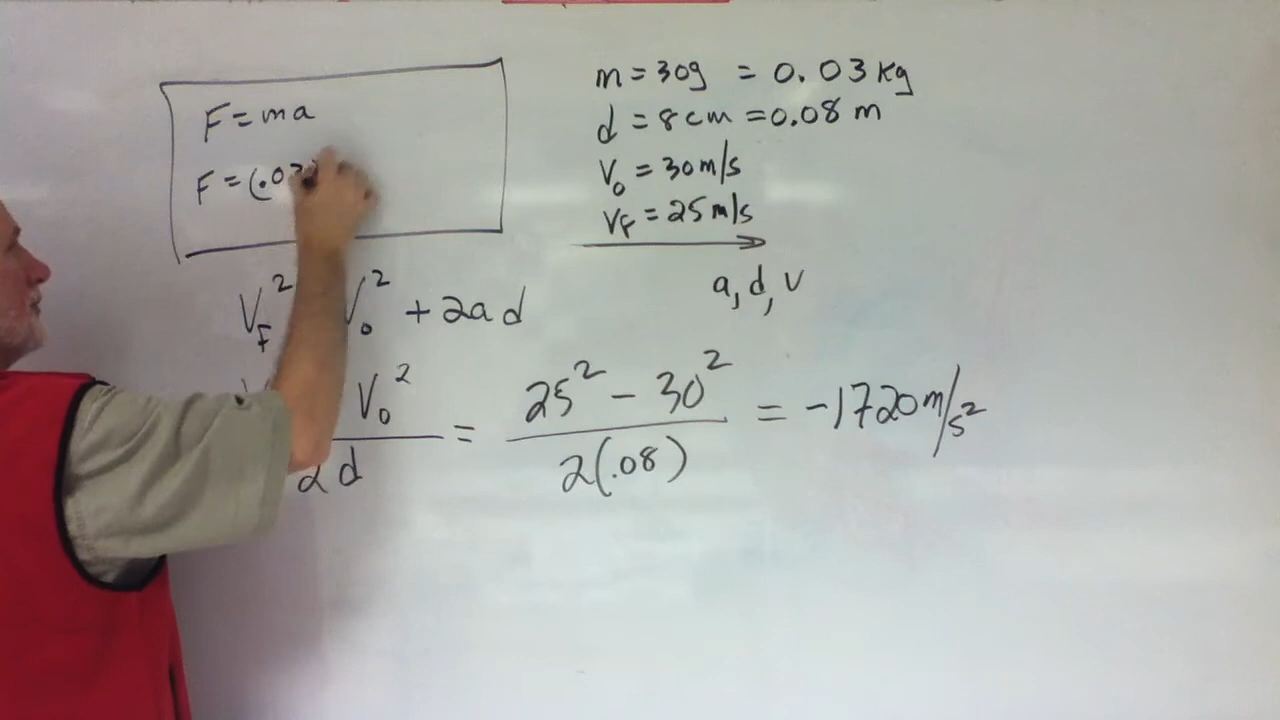 F = ma
F = (.03
m = 30g = 0.03 kg
d = 8cm = 0.08 m
V₀ = 30 m/s
VF = 25 m/s
a, d, v
VF² V₀² + 2ad
V₀² / 2d = 25² - 30² / 2(.08) = -1720 m/s²